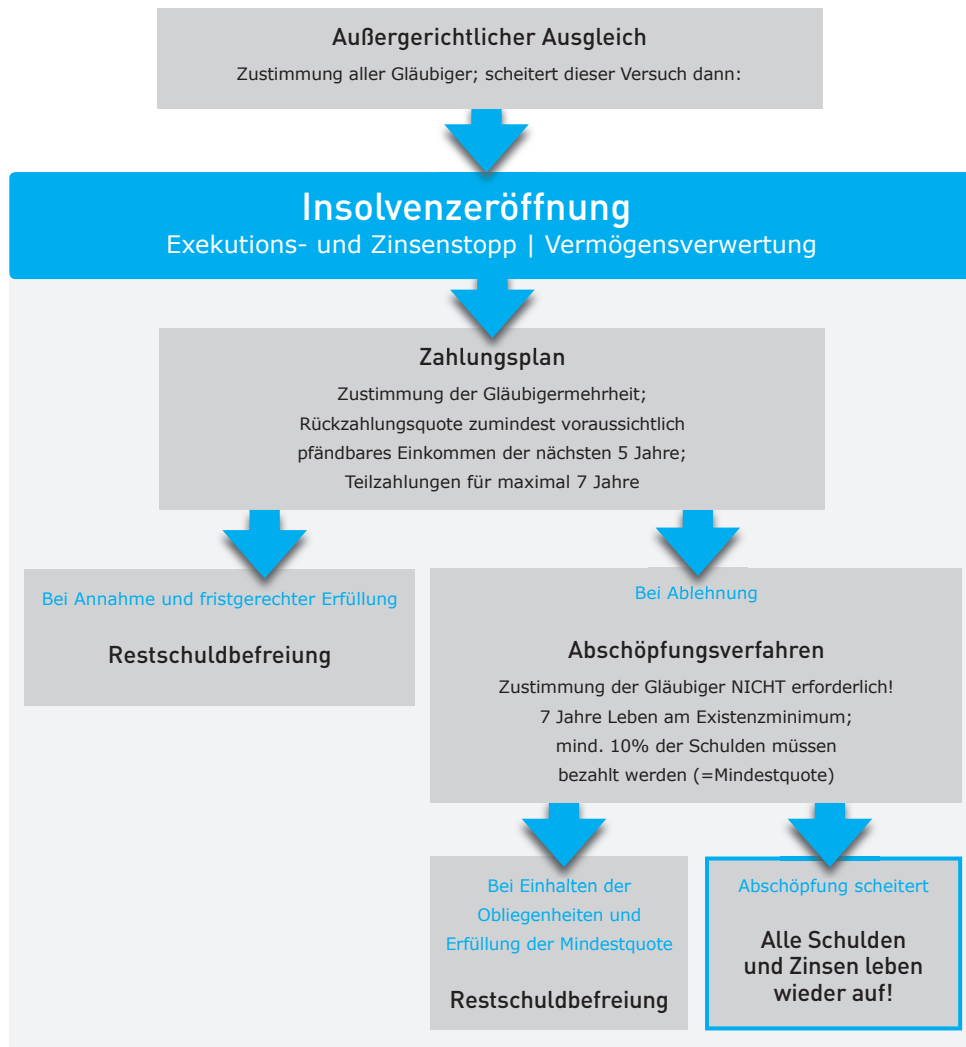 Außergerichtlicher Ausgleich
Zustimmung aller Gläubiger; scheitert dieser Versuch dann:
Insolvenzeröffnung
Exekutions- und Zinsenstopp | Vermögensverwertung
Zahlungsplan
Zustimmung der Gläubigermehrheit;
Rückzahlungsquote zumindest voraussichtlich
pfändbares Einkommen der nächsten 5 Jahre;
Teilzahlungen für maximal 7 Jahre
Bei Annahme und fristgerechter Erfüllung
Restschuldbefreiung
Bei Ablehnung
Abschöpfungsverfahren
Zustimmung der Gläubiger NICHT erforderlich!
7 Jahre Leben am Existenzminimum;
mind. 10% der Schulden müssen
bezahlt werden (=Mindestquote)
Bei Einhalten der
Obliegenheiten und
Erfüllung der Mindestquote
Restschuldbefreiung
Abschöpfung scheitert
Alle Schulden
und Zinsen leben
wieder auf!